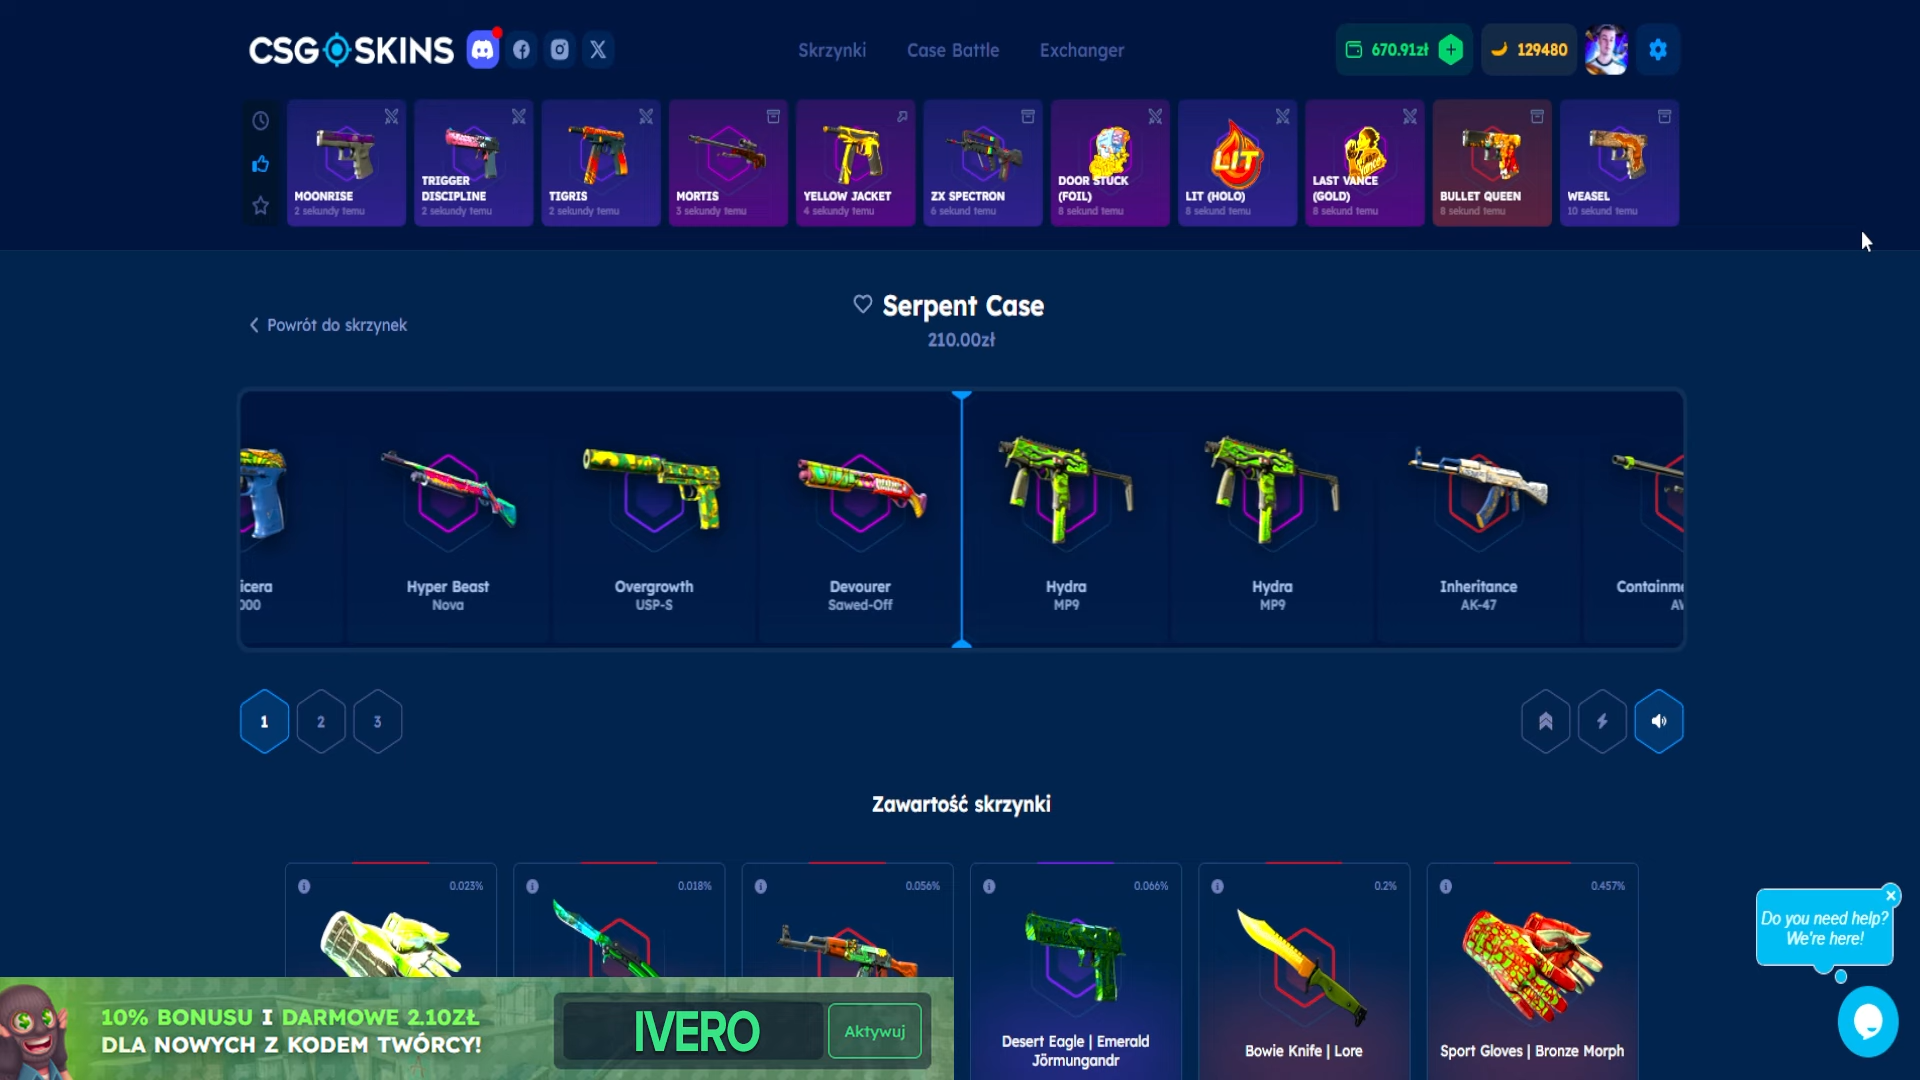 CSGOSKINS
Skrzynki
Case Battle
Exchanger
670.91zł
129480
MOONRISE
2 sekundy temu
TRIGGER
DISCIPLINE
2 sekundy temu
TIGRIS
2 sekundy temu
MORTIS
3 sekundy temu
YELLOW JACKET
4 sekundy temu
ZX SPECTRON
6 sekund temu
DOOR STUCK
(FOIL)
8 sekund temu
LIT (HOLO)
8 sekund temu
LAST VANCE
(GOLD)
8 sekund temu
BULLET QUEEN
8 sekund temu
WEASEL
10 sekund temu
Powrót do skrzynek
Serpent Case
210.00zł
icera
000
Hyper Beast
Nova
Overgrowth
USP-S
Devourer
Sawed-Off
Hydra
MP9
Hydra
MP9
Inheritance
AK-47
Containme
AV
1
2
3
Zawartość skrzynki
0.023%
0.018%
0.056%
0.066%
0.2%
0.457%
Desert Eagle | Emerald
Jörmungandr
Bowie Knife | Lore
Sport Gloves | Bronze Morph
10% BONUSU I DARMOWE 2.10ZŁ
DLA NOWYCH Z KODEM TWÓRCY!
IVERO
Aktywuj
Do you need help?
We're here!